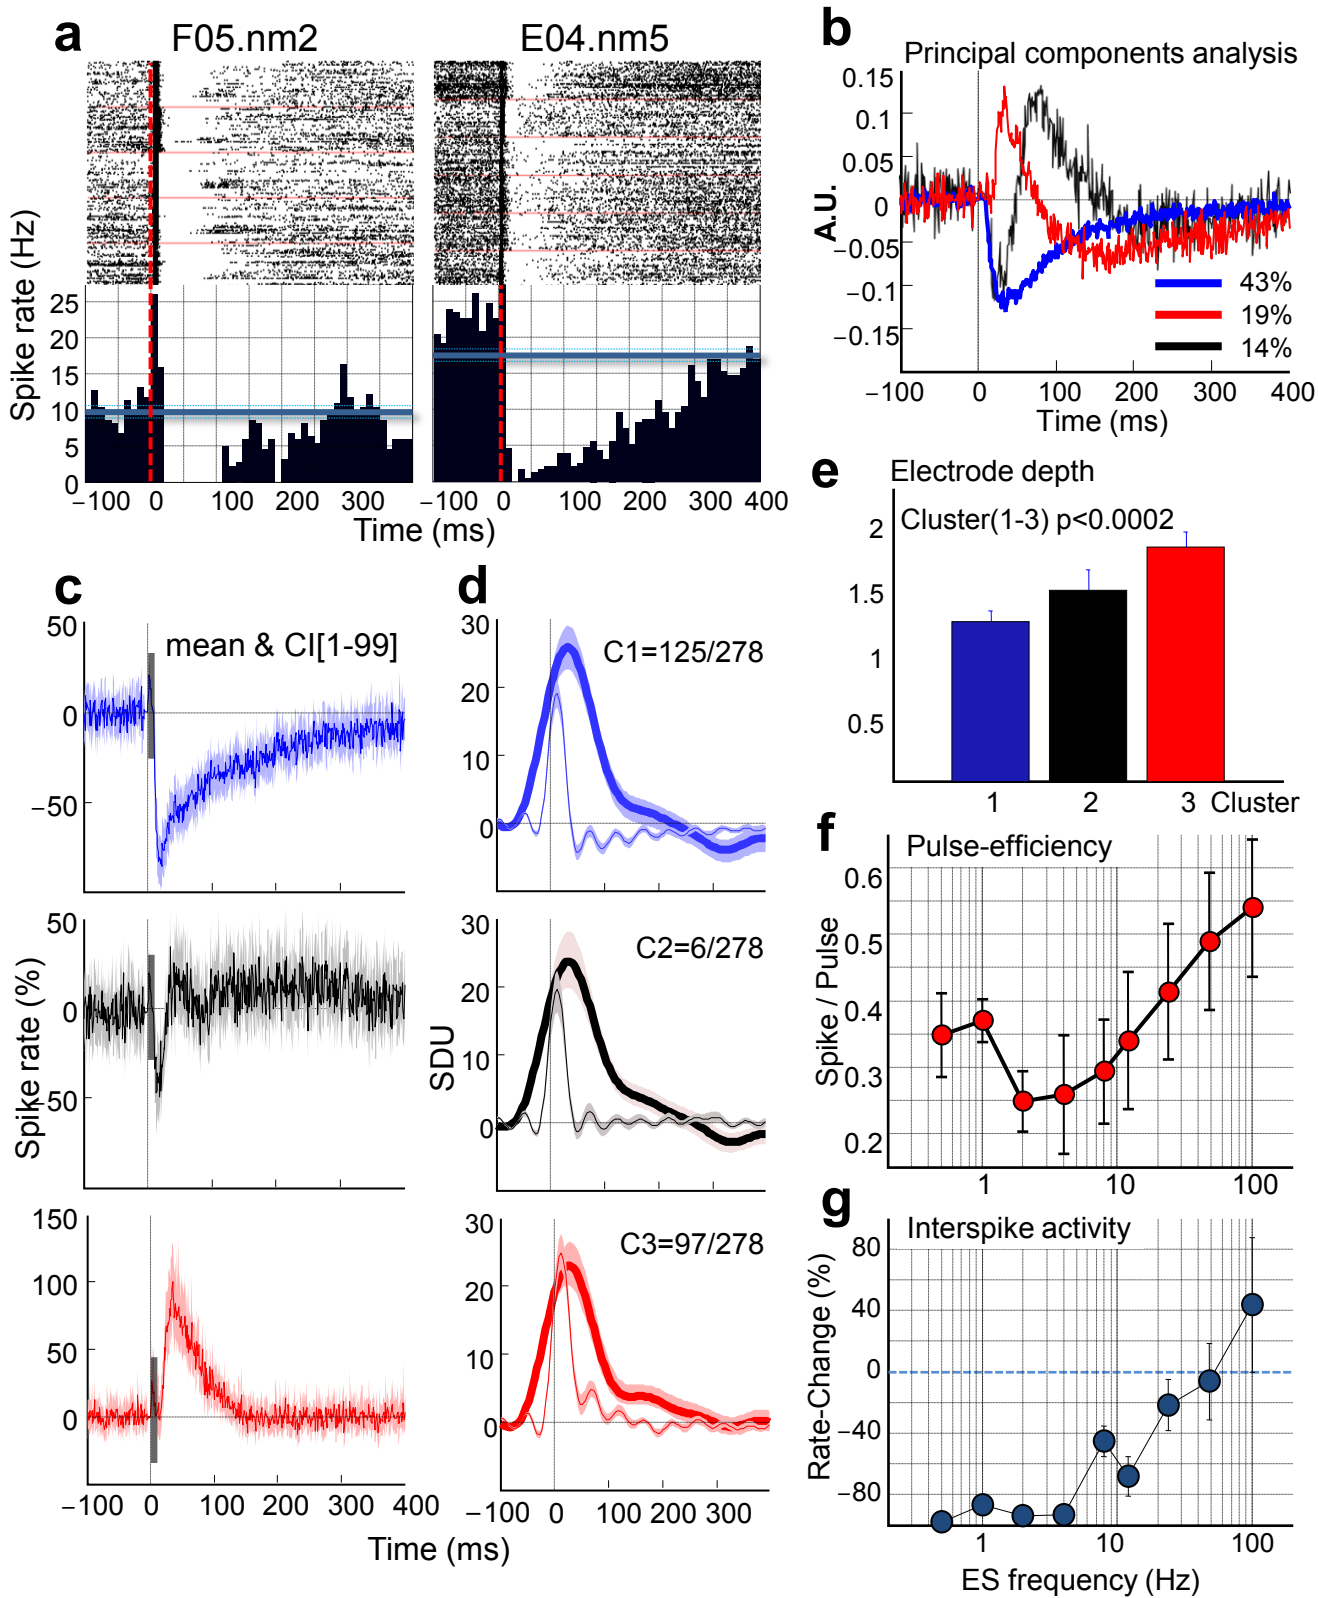 a
F05.nm2
E04.nm5
Spike rate (Hz)
25
20
15
10
5
0
−100 0 100 200 300
−100 0 100 200 300 400
Time (ms)
b
Principal components analysis
0.15
0.1
0.05
0
−0.05
−0.1
−0.15
A.U.
43%
19%
14%
−100 0 100 200 300 400
Time (ms)
c
mean & CI[1-99]
50
0
−50
50
0
50
150
100
50
0
Spike rate (%)
−100 0 100 200 300 400
Time (ms)
d
C1=125/278
30
20
10
0
C2=6/278
30
20
10
0
SDU
C3=97/278
30
20
10
0
−100 0 100 200 300
e
Electrode depth
Cluster(1-3) p<0.0002
2
1.5
1
0.5
1 2 3 Cluster
f
Pulse-efficiency
0.6
0.5
0.4
0.3
0.2
Spike / Pulse
1 10 100
g
Interspike activity
80
40
0
−40
−80
Rate-Change (%)
1 10 100
ES frequency (Hz)